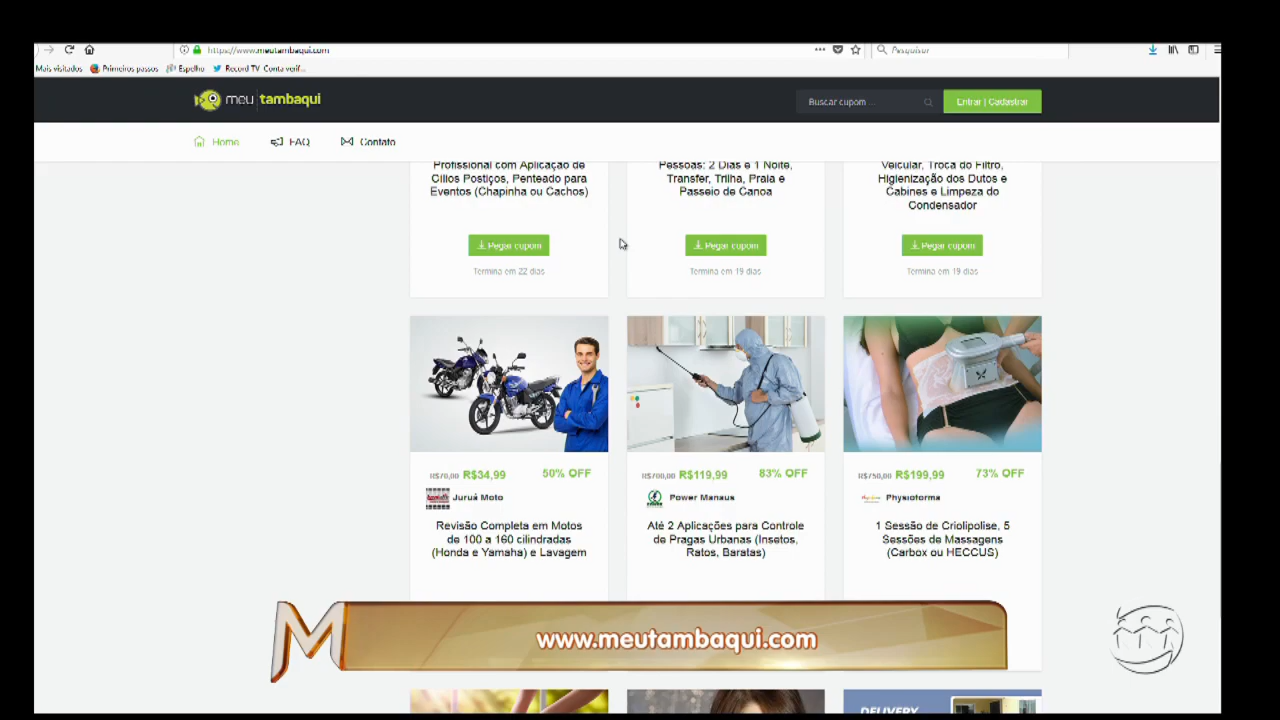 https://www.meutambaqui.com
Pesquisar
Mais visitados Primeiros passos Espelho Record TV Conta verif...
meu tambaqui
Buscar cupom ...
Entrar | Cadastrar
Home FAQ Contato
Profissional com Aplicação de
Cílios Postiços, Penteado para
Eventos (Chapinha ou Cachos)
Pegar cupom
Termina em 22 dias
Pessoas: 2 Dias e 1 Noite,
Transfer, Trilha, Praia e
Passeio de Canoa
Pegar cupom
Termina em 19 dias
Veicular, Troca do Filtro,
Higienização dos Dutos e
Cabines e Limpeza do
Condensador
Pegar cupom
Termina em 19 dias
R$70,00 R$34,99 50% OFF
Juruá Moto
Revisão Completa em Motos
de 100 a 160 cilindradas
(Honda e Yamaha) e Lavagem
R$700,00 R$119,99 83% OFF
Power Manaus
Até 2 Aplicações para Controle
de Pragas Urbanas (Insetos,
Ratos, Baratas)
R$750,00 R$199,99 73% OFF
Physioforma
1 Sessão de Criolipolise, 5
Sessões de Massagens
(Carbox ou HECCUS)
M
www.meutambaqui.com
DELIVERY